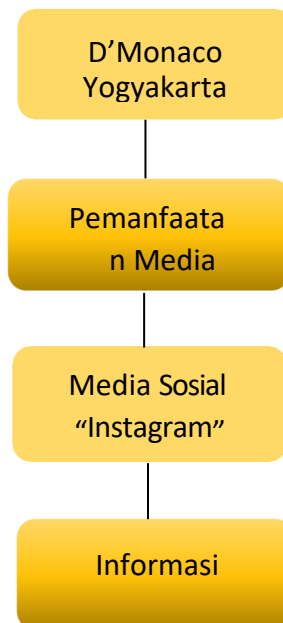 D’Monaco
Yogyakarta
Pemanfaata
n Media
Media Sosial
“Instagram”
Informasi